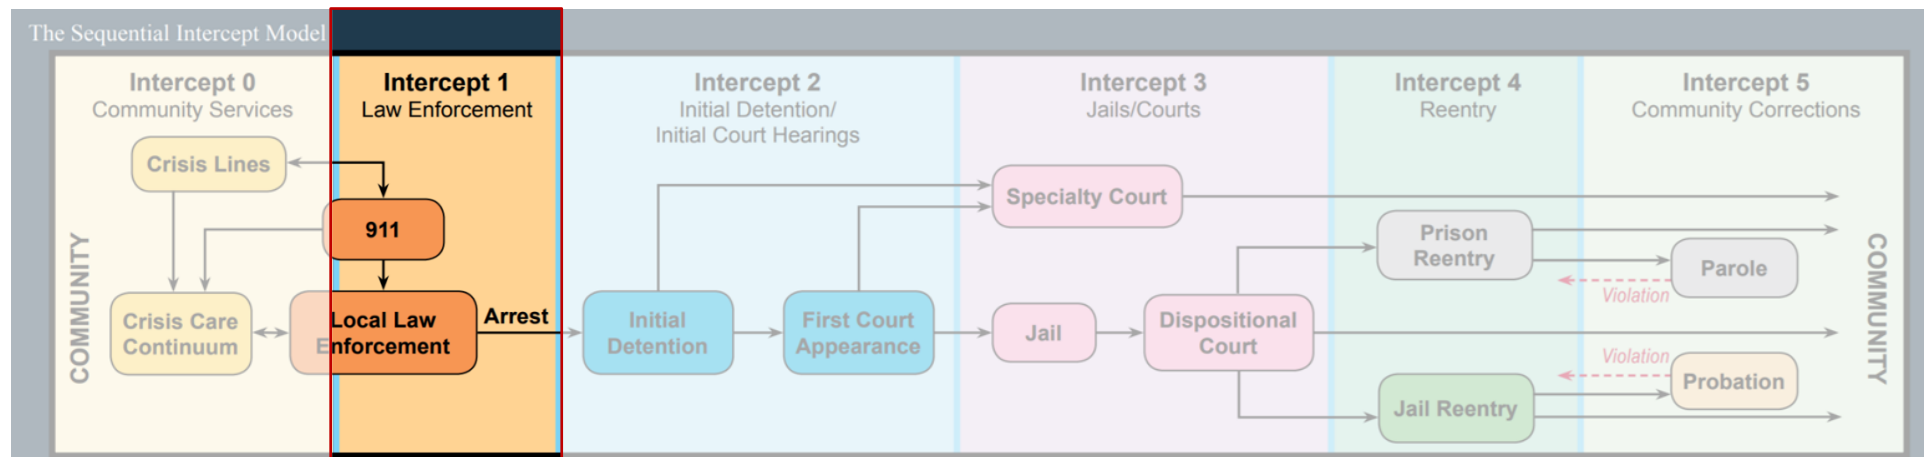 The Sequential Intercept Model
Intercept 0
Community Services
Crisis Lines
COMMUNITY
Crisis Care
Continuum
Intercept 1
Law Enforcement
911
Local Law
Enforcement
Arrest
Intercept 2
Initial Detention/
Initial Court Hearings
Initial
Detention
First Court
Appearance
Intercept 3
Jails/Courts
Specialty Court
Jail
Dispositional
Court
Intercept 4
Reentry
Prison
Reentry
Jail Reentry
Intercept 5
Community Corrections
Parole
Violation
Violation
Probation
COMMUNITY